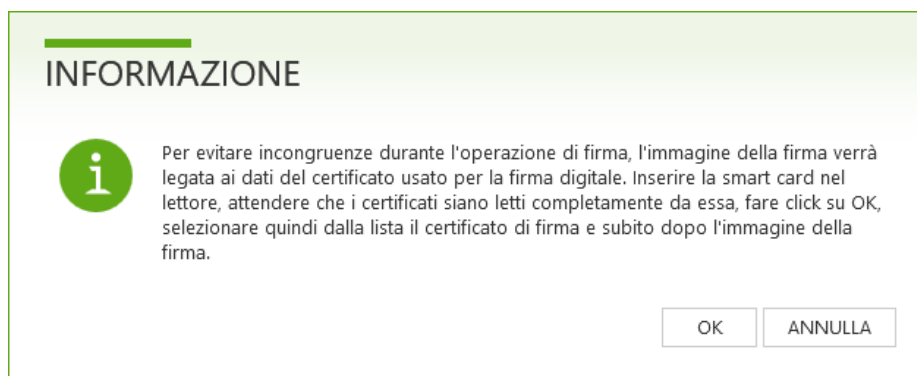 INFORMAZIONE
Per evitare incongruenze durante l'operazione di firma, l'immagine della firma verrà
legata ai dati del certificato usato per la firma digitale. Inserire la smart card nel
lettore, attendere che i certificati siano letti completamente da essa, fare click su OK,
selezionare quindi dalla lista il certificato di firma e subito dopo l'immagine della
firma.
OK ANNULLA